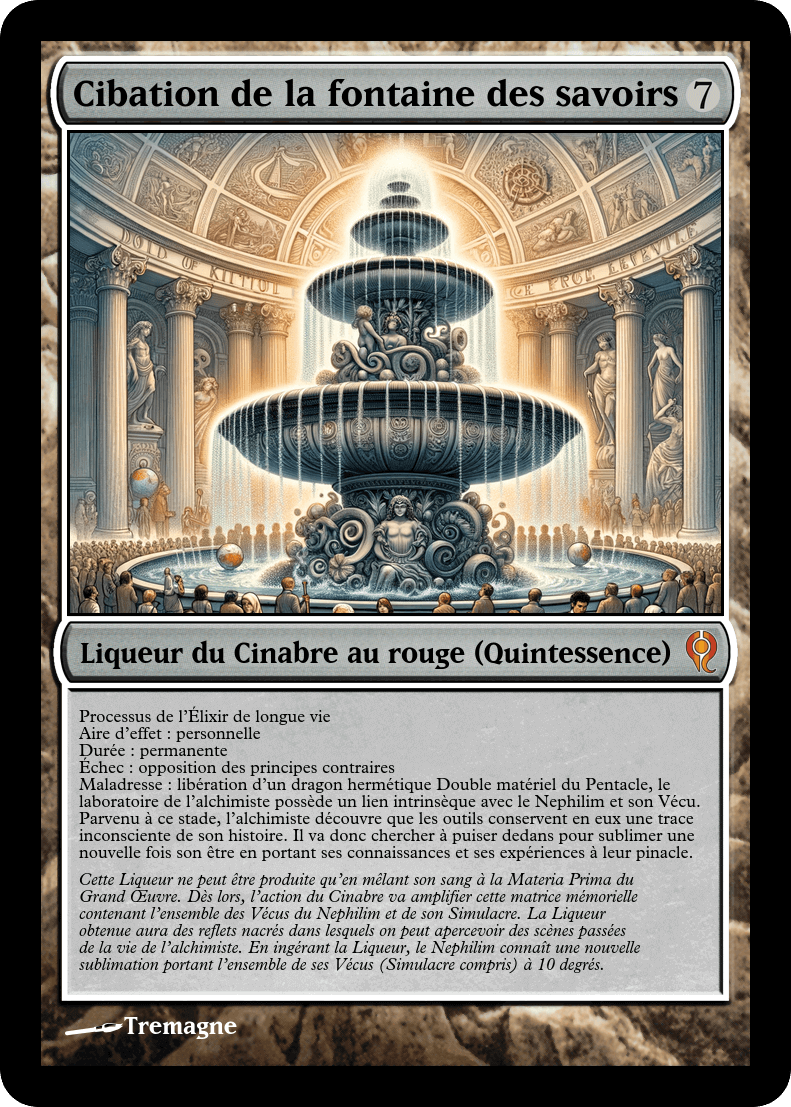 Cibation de la fontaine des savoirs 7
DOID OF KILTIUL
Liqueur du Cinabre au rouge (Quintessence)
Processus de l'Élixir de longue vie
Aire d'effet : personnelle
Durée : permanente
Échec : opposition des principes contraires
Maladresse : libération d'un dragon hermétique Double matériel du Pentacle, le
laboratoire de l'alchimiste possède un lien intrinsèque avec le Nephilim et son Vécu.
Parvenu à ce stade, l'alchimiste découvre que les outils conservent en eux une trace
inconsciente de son histoire. Il va donc chercher à puiser dedans pour sublimer une
nouvelle fois son être en portant ses connaissances et ses expériences à leur pinacle.
Cette Liqueur ne peut être produite qu'en mêlant son sang à la Materia Prima du
Grand Œuvre. Dès lors, l'action du Cinabre va amplifier cette matrice mémorielle
contenant l'ensemble des Vécus du Nephilim et de son Simulacre. La Liqueur
obtenue aura des reflets nacrés dans lesquels on peut apercevoir des scènes passées
de la vie de l'alchimiste. En ingérant la Liqueur, le Nephilim connaît une nouvelle
sublimation portant l'ensemble de ses Vécus (Simulacre compris) à 10 degrés.
Tremagne